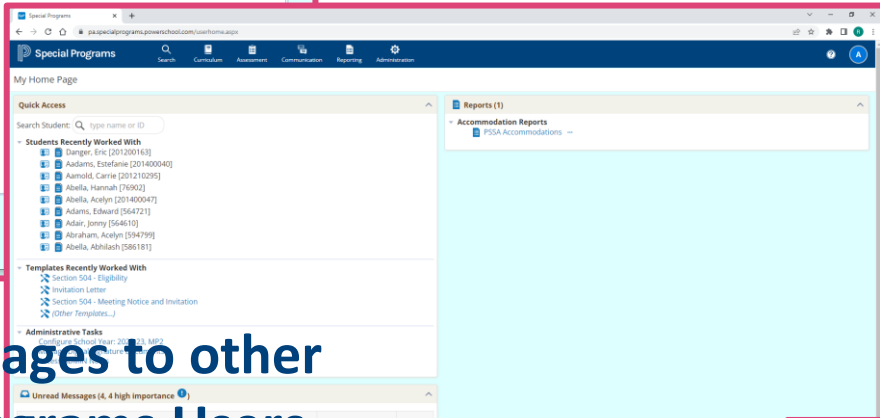 Special Programs
pa.specialprograms.powerschool.com/userhome.aspx
Special Programs
Search
Curriculum
Assessment
Communication
Reporting
Administration
A
My Home Page
Quick Access
Search Student: type name or ID
Students Recently Worked With
Danger, Eric [201200163]
Aadams, Estefanie [201400040]
Aamold, Carrie [201210295]
Abella, Hannah [76902]
Abella, Acelyn [201400047]
Adams, Edward [564721]
Adair, Jonny [564610]
Abraham, Acelyn [594799]
Abella, Abhilash [586181]
Templates Recently Worked With
Section 504 - Eligibility
Invitation Letter
Section 504 - Meeting Notice and Invitation
(Other Templates...)
Administrative Tasks
Configure School Year: 23, MP2
ages to other
Unread Messages (4, 4 high importance !)
Reports (1)
Accommodation Reports
PSSA Accommodations